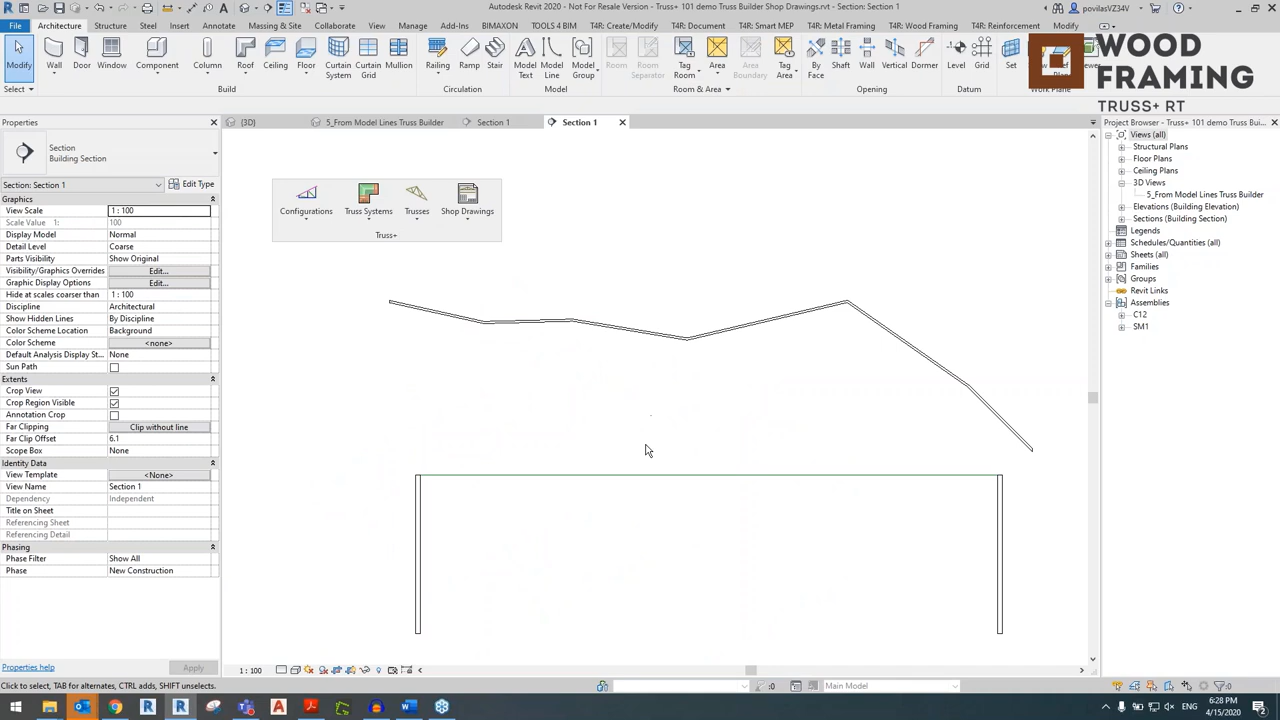 Autodesk Revit 2020 - Not For Resale Version - Truss+ 101 demo Truss Builder Shop Drawings.rvt - Section: Section 1
povilasVZ34V
File Architecture Structure Steel Systems Insert Annotate Analyze Massing & Site Collaborate View Manage Add-Ins BIMAXON TOOLS 4 BIM T4R: Create/Modify T4R: Document T4R: Smart MEP T4R: Metal Framing T4R: Wood Framing T4R: Reinforcement Modify
Modify Wall Door Window Component Column Roof Ceiling Floor Curtain System Curtain Grid Mullion Railing Ramp Stair Model Text Model Line Model Group Room Room Separator Tag Room Area Area Boundary Tag Area By Face Shaft Wall Vertical Dormer Level Grid Set
Select Build Circulation Model Room & Area Opening Datum
WOOD
FRAMING
TRUSS+ RT
Properties
{3D} 5_From Model Lines Truss Builder Section 1 Section 1
Project Browser - Truss+ 101 demo Truss Bui...
Section
Building Section
Section: Section 1 Edit Type
Graphics
View Scale 1 : 100
Scale Value 1: 100
Display Model Normal
Detail Level Coarse
Parts Visibility Show Original
Visibility/Graphics Overrides Edit...
Graphic Display Options Edit...
Hide at scales coarser than 1 : 100
Discipline Architectural
Show Hidden Lines By Discipline
Color Scheme Location Background
Color Scheme <none>
Default Analysis Display St... None
Sun Path
Extents
Crop View
Crop Region Visible
Annotation Crop
Far Clipping Clip without line
Far Clip Offset 6.1
Scope Box None
Identity Data
View Template <None>
View Name Section 1
Dependency Independent
Title on Sheet
Referencing Sheet
Referencing Detail
Phasing
Phase Filter Show All
Phase New Construction
Properties help Apply
Configurations Truss Systems Trusses Shop Drawings
Truss+
Views (all)
Structural Plans
Floor Plans
Ceiling Plans
3D Views
5_From Model Lines Truss Builder
Elevations (Building Elevation)
Sections (Building Section)
Legends
Schedules/Quantities (all)
Sheets (all)
Families
Groups
Revit Links
Assemblies
C12
SM1
1 : 100
Click to select, TAB for alternates, CTRL adds, SHIFT unselects.
:0 Main Model :0
ENG 6:28 PM
4/15/2020
2